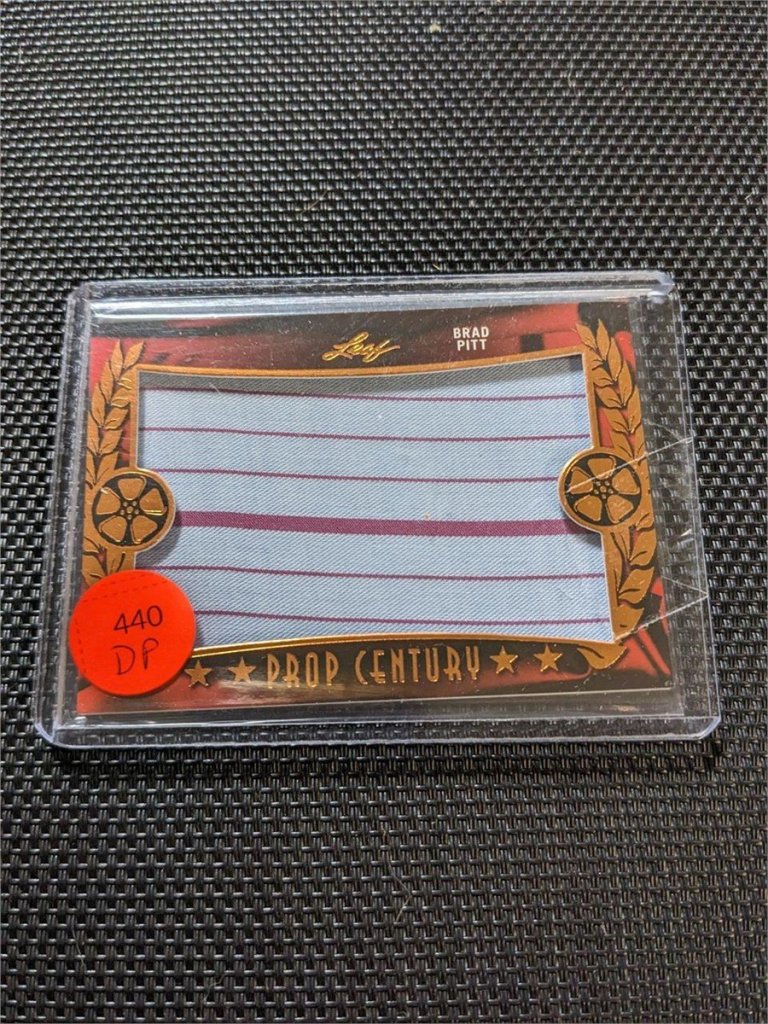 Leaf
BRAD
PITT
440
DP
PROP CENTURY